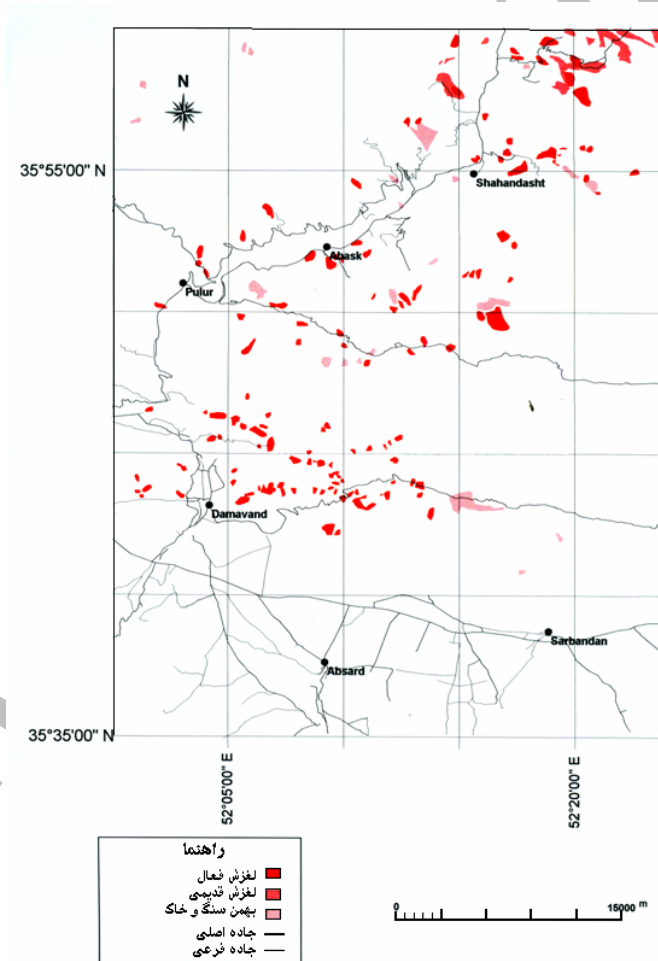 N
35°55'00" N
Shahandasht
Abask
Pulur
Damavand
Sarbandan
Absard
35°35'00" N
52°05'00" E
52°20'00" E
راهنما
لغزش فعال
لغزش قدیمی
بهمن سنگ و خاک
جاده اصلی
جاده فرعی
0 15000 m